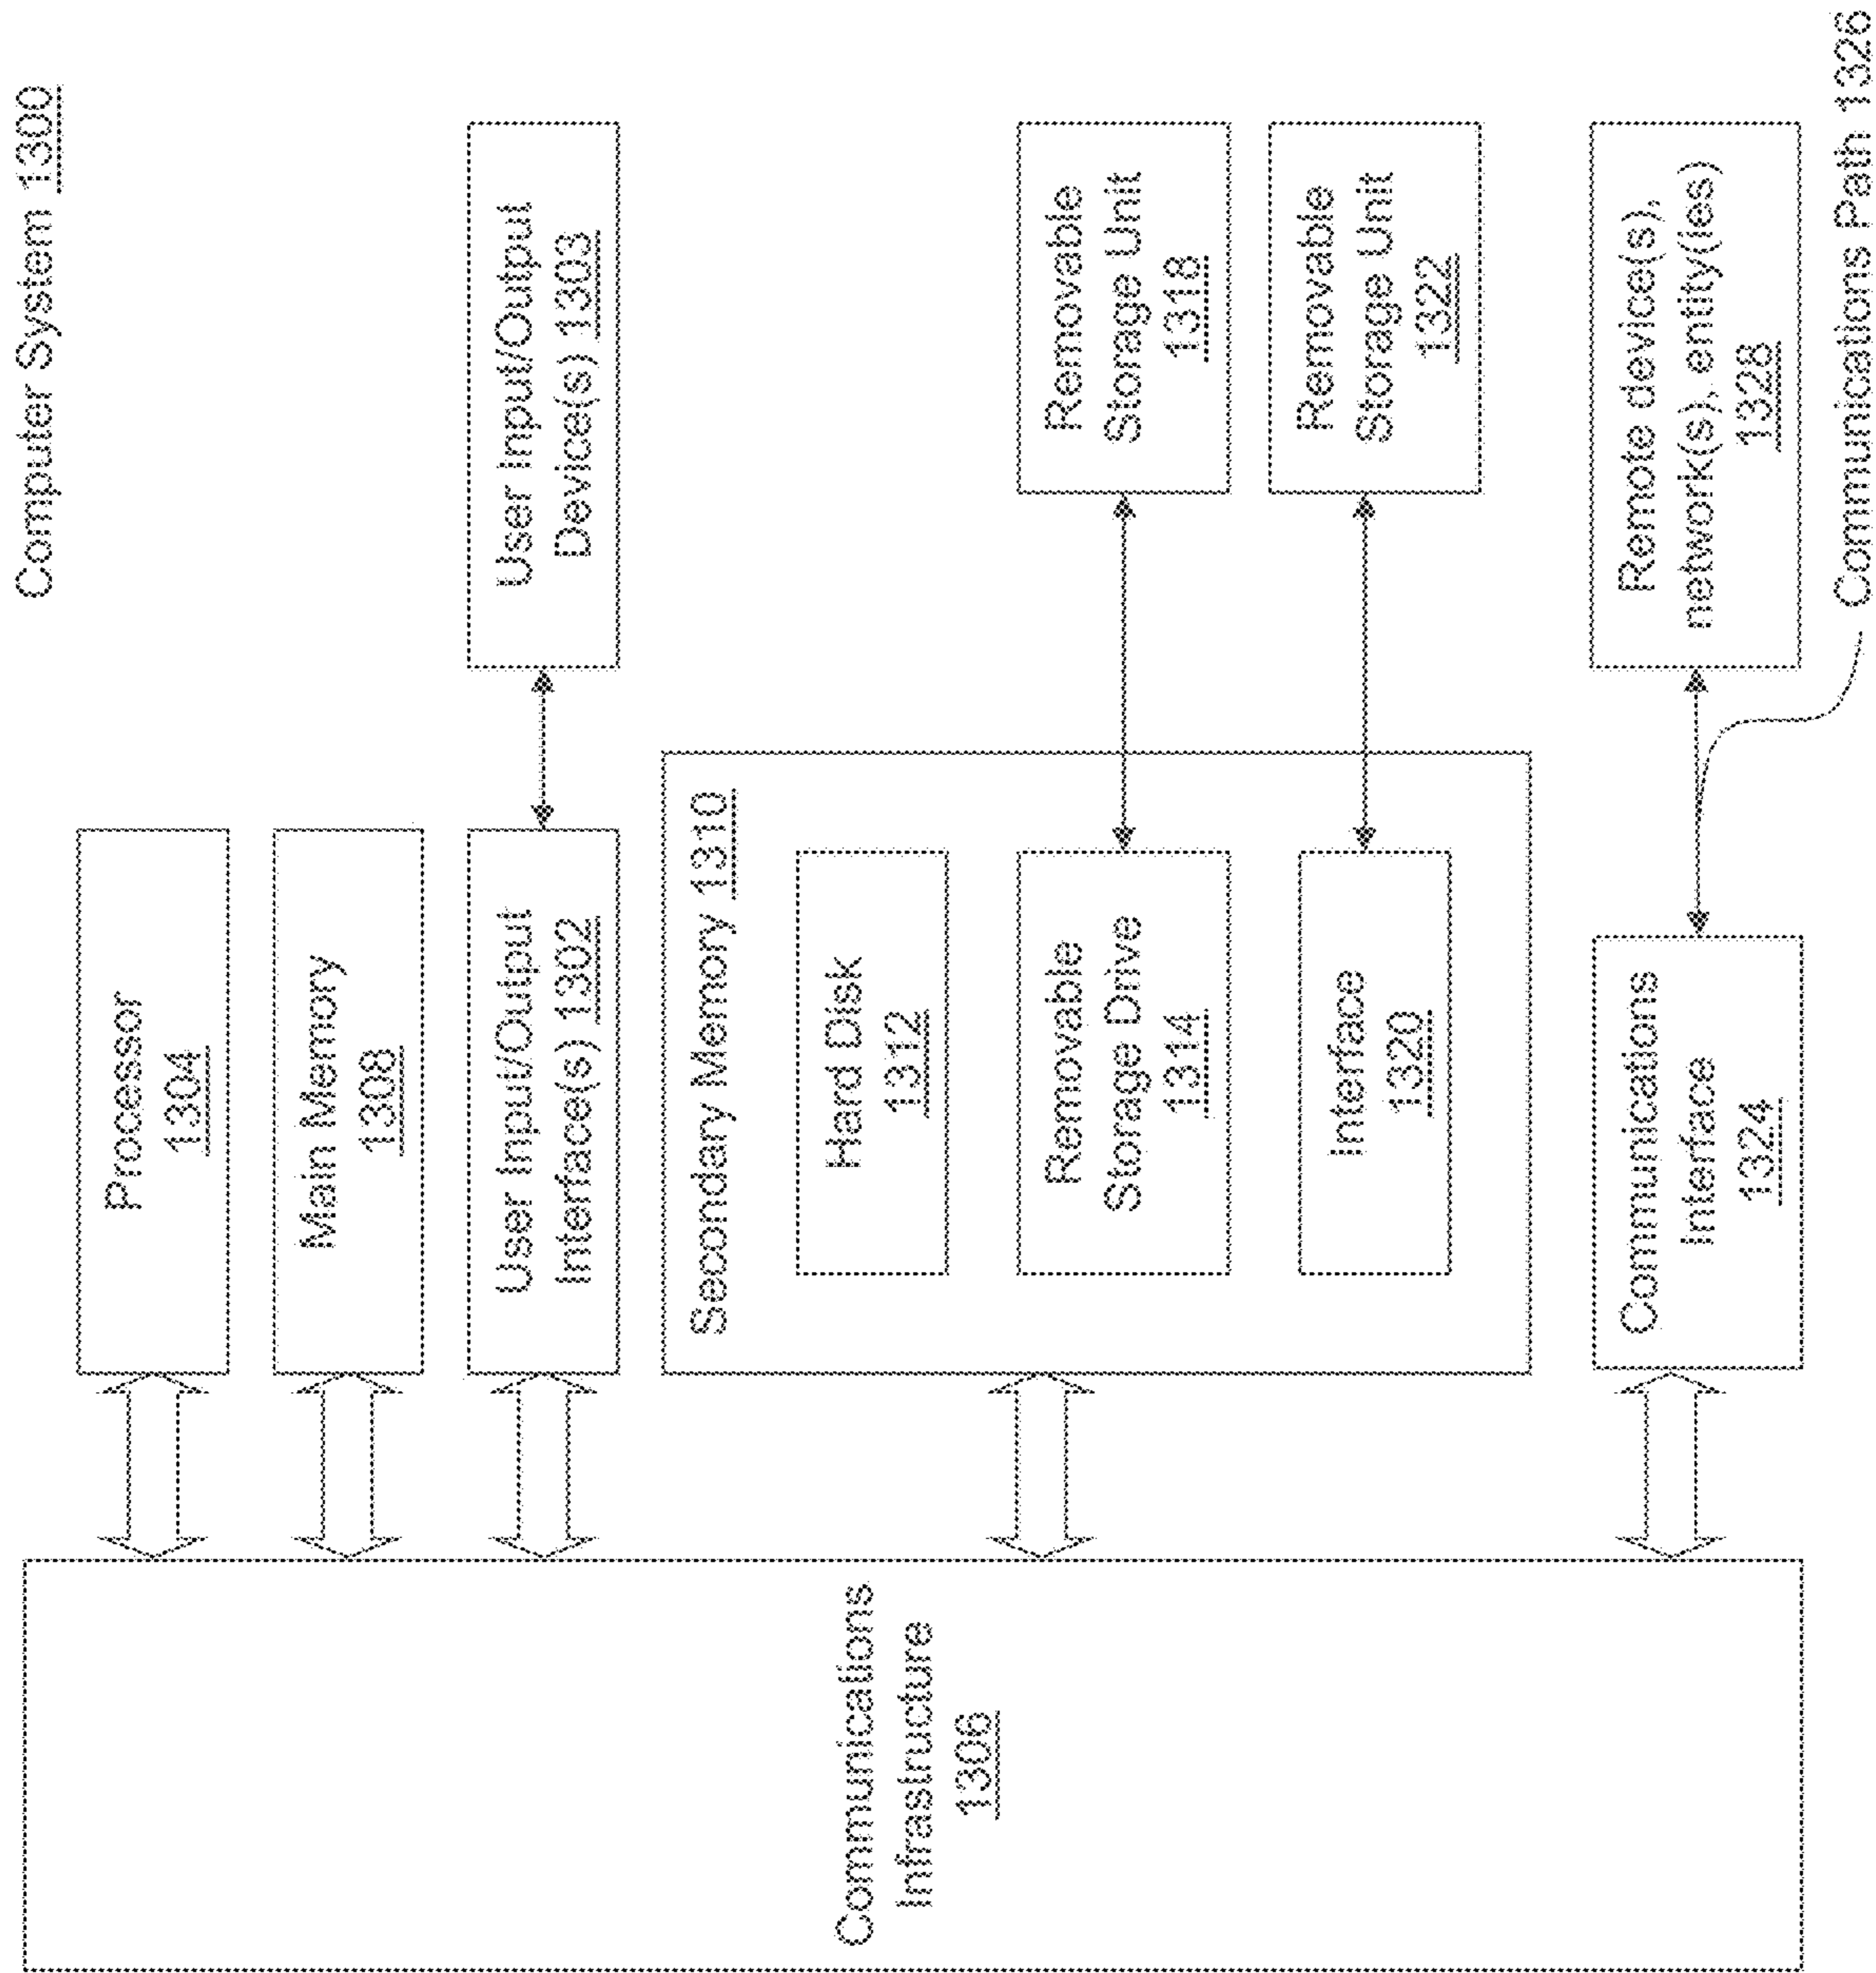 Computer System 1300
Communications
Infrastructure
1306
Processor
1304
Main Memory
1308
User Input/Output
Interface(s) 1302
User Input/Output
Device(s) 1303
Secondary Memory 1310
Hard Disk
1312
Removable
Storage Drive
1314
Removable
Storage Unit
1318
Interface
1320
Removable
Storage Unit
1322
Communications
Interface
1324
Remote device(s),
network(s), entity(ies)
1328
Communications Path 1326